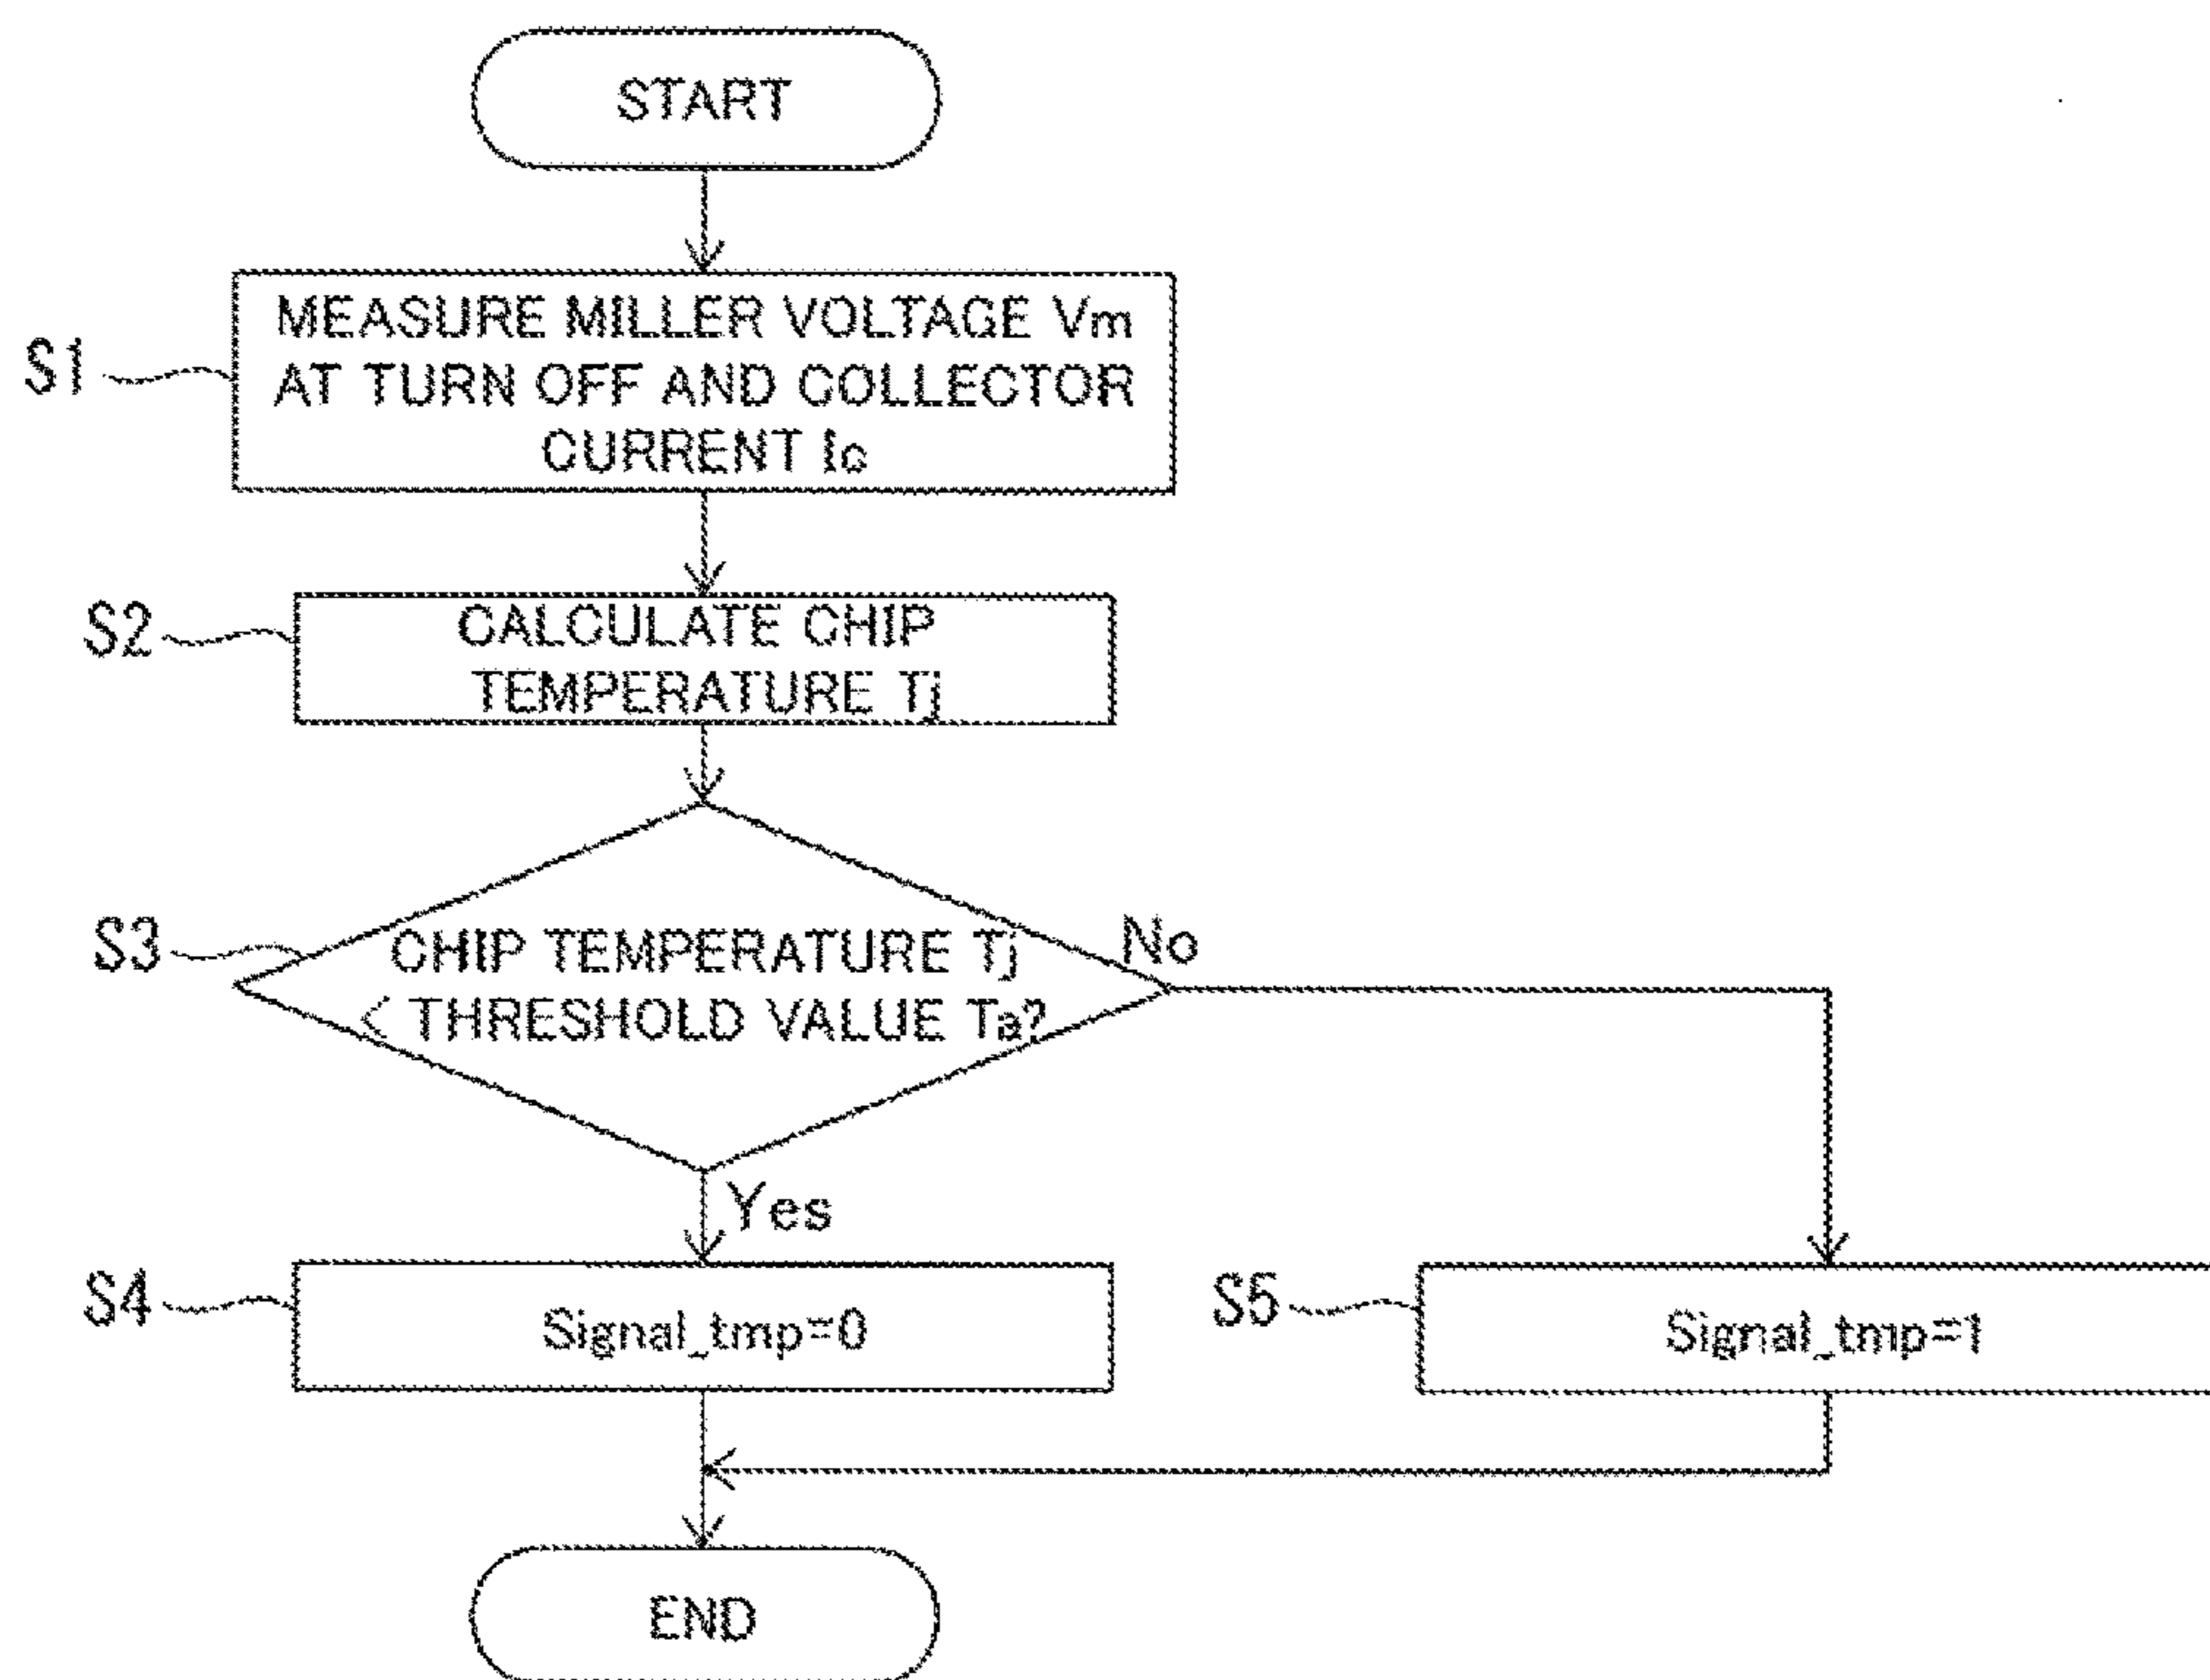 START
S1
MEASURE MILLER VOLTAGE Vm
AT TURN OFF AND COLLECTOR
CURRENT Ic
S2
CALCULATE CHIP
TEMPERATURE Tj
S3
CHIP TEMPERATURE Tj
< THRESHOLD VALUE Ta?
No
Yes
S4
Signal_tmp=0
S5
Signal_tmp=1
END